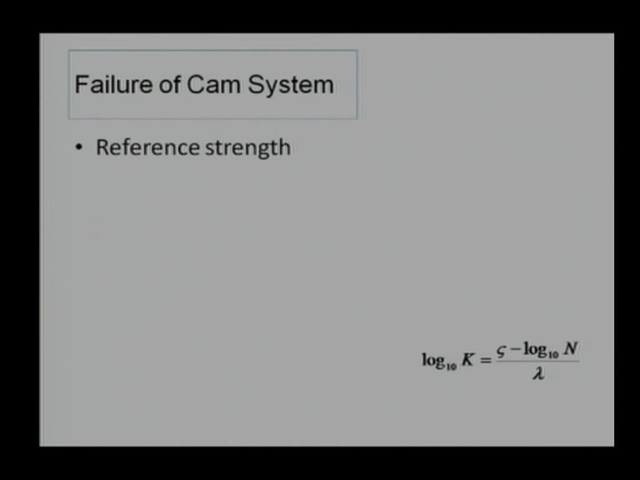 Failure of Cam System
• Reference strength
log₁₀ K = (ς − log₁₀ N) / λ